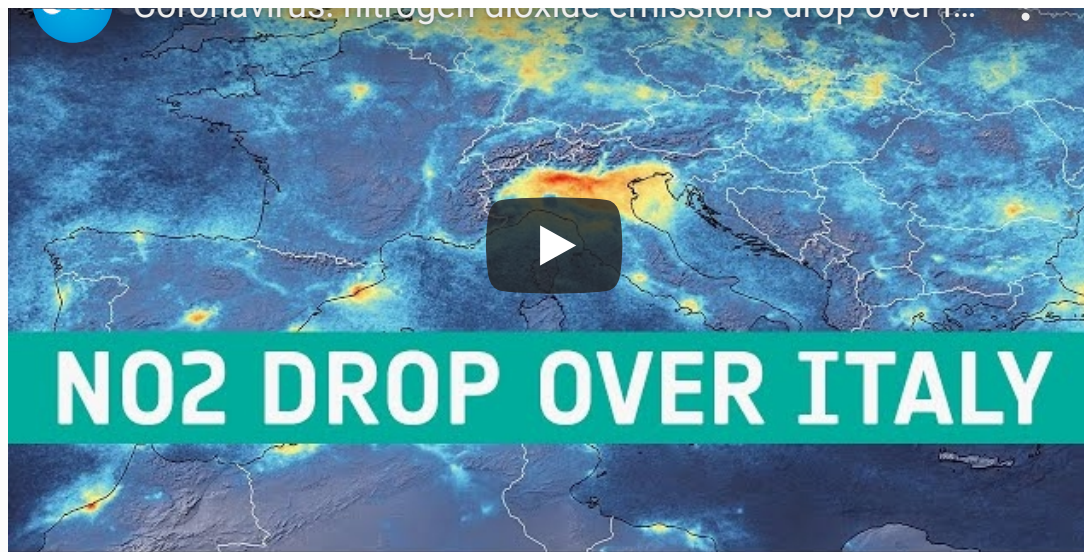 Coronavirus: nitrogen dioxide emissions drop over I...
NO2 DROP OVER ITALY